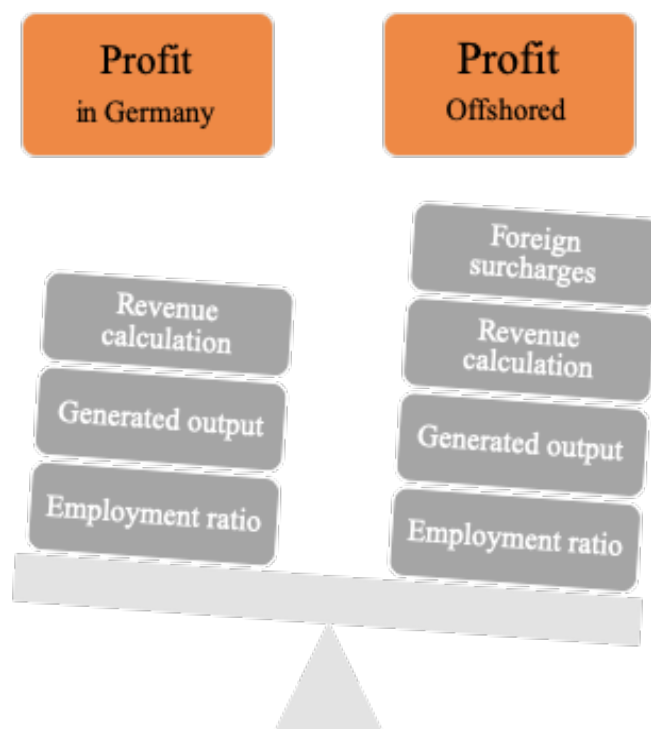 Profit
in Germany
Profit
Offshored
Foreign
surcharges
Revenue
calculation
Generated output
Employment ratio
Revenue
calculation
Generated output
Employment ratio